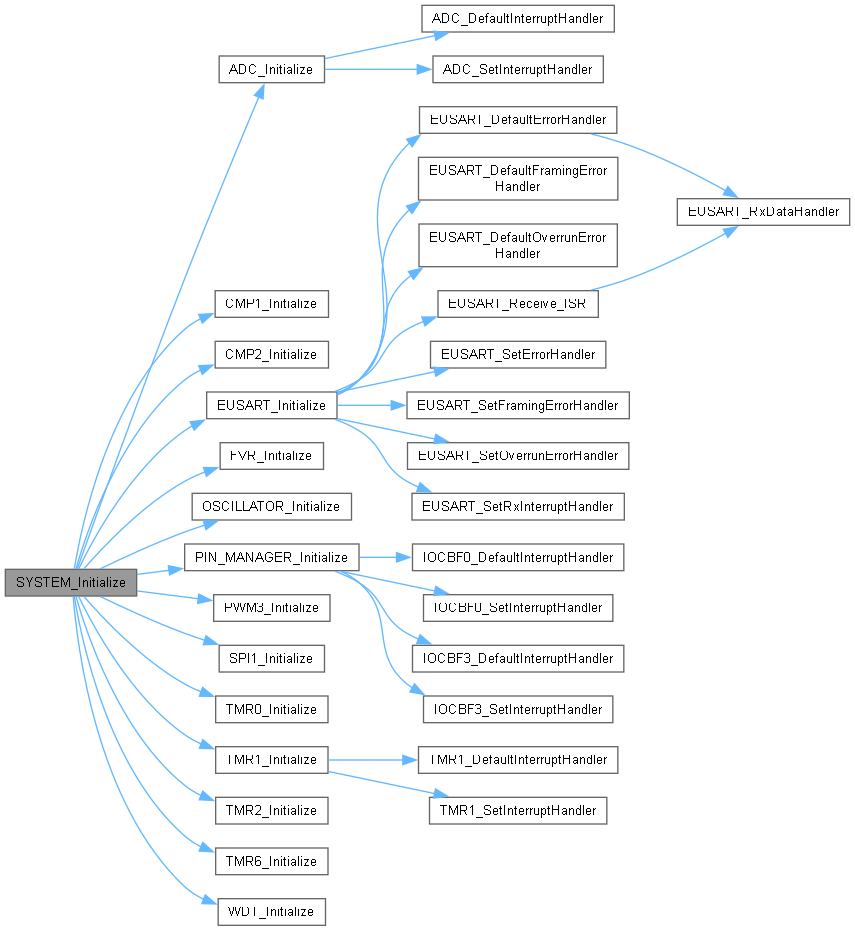 ADC_DefaultInterruptHandler
ADC_Initialize
ADC_SetInterruptHandler
EUSART_DefaultErrorHandler
EUSART_DefaultFramingError
Handler
EUSART_RxDataHandler
EUSART_DefaultOverrunError
Handler
CMP1_Initialize
EUSART_Receive_ISR
CMP2_Initialize
EUSART_SetErrorHandler
EUSART_Initialize
EUSART_SetFramingErrorHandler
FVR_Initialize
EUSART_SetOverrunErrorHandler
OSCILLATOR_Initialize
EUSART_SetRxInterruptHandler
PIN_MANAGER_Initialize
IOCBF0_DefaultInterruptHandler
SYSTEM_Initialize
PWM3_Initialize
IOCBF0_SetInterruptHandler
SPI1_Initialize
IOCBF3_DefaultInterruptHandler
TMR0_Initialize
IOCBF3_SetInterruptHandler
TMR1_Initialize
TMR1_DefaultInterruptHandler
TMR2_Initialize
TMR1_SetInterruptHandler
TMR6_Initialize
WDT_Initialize